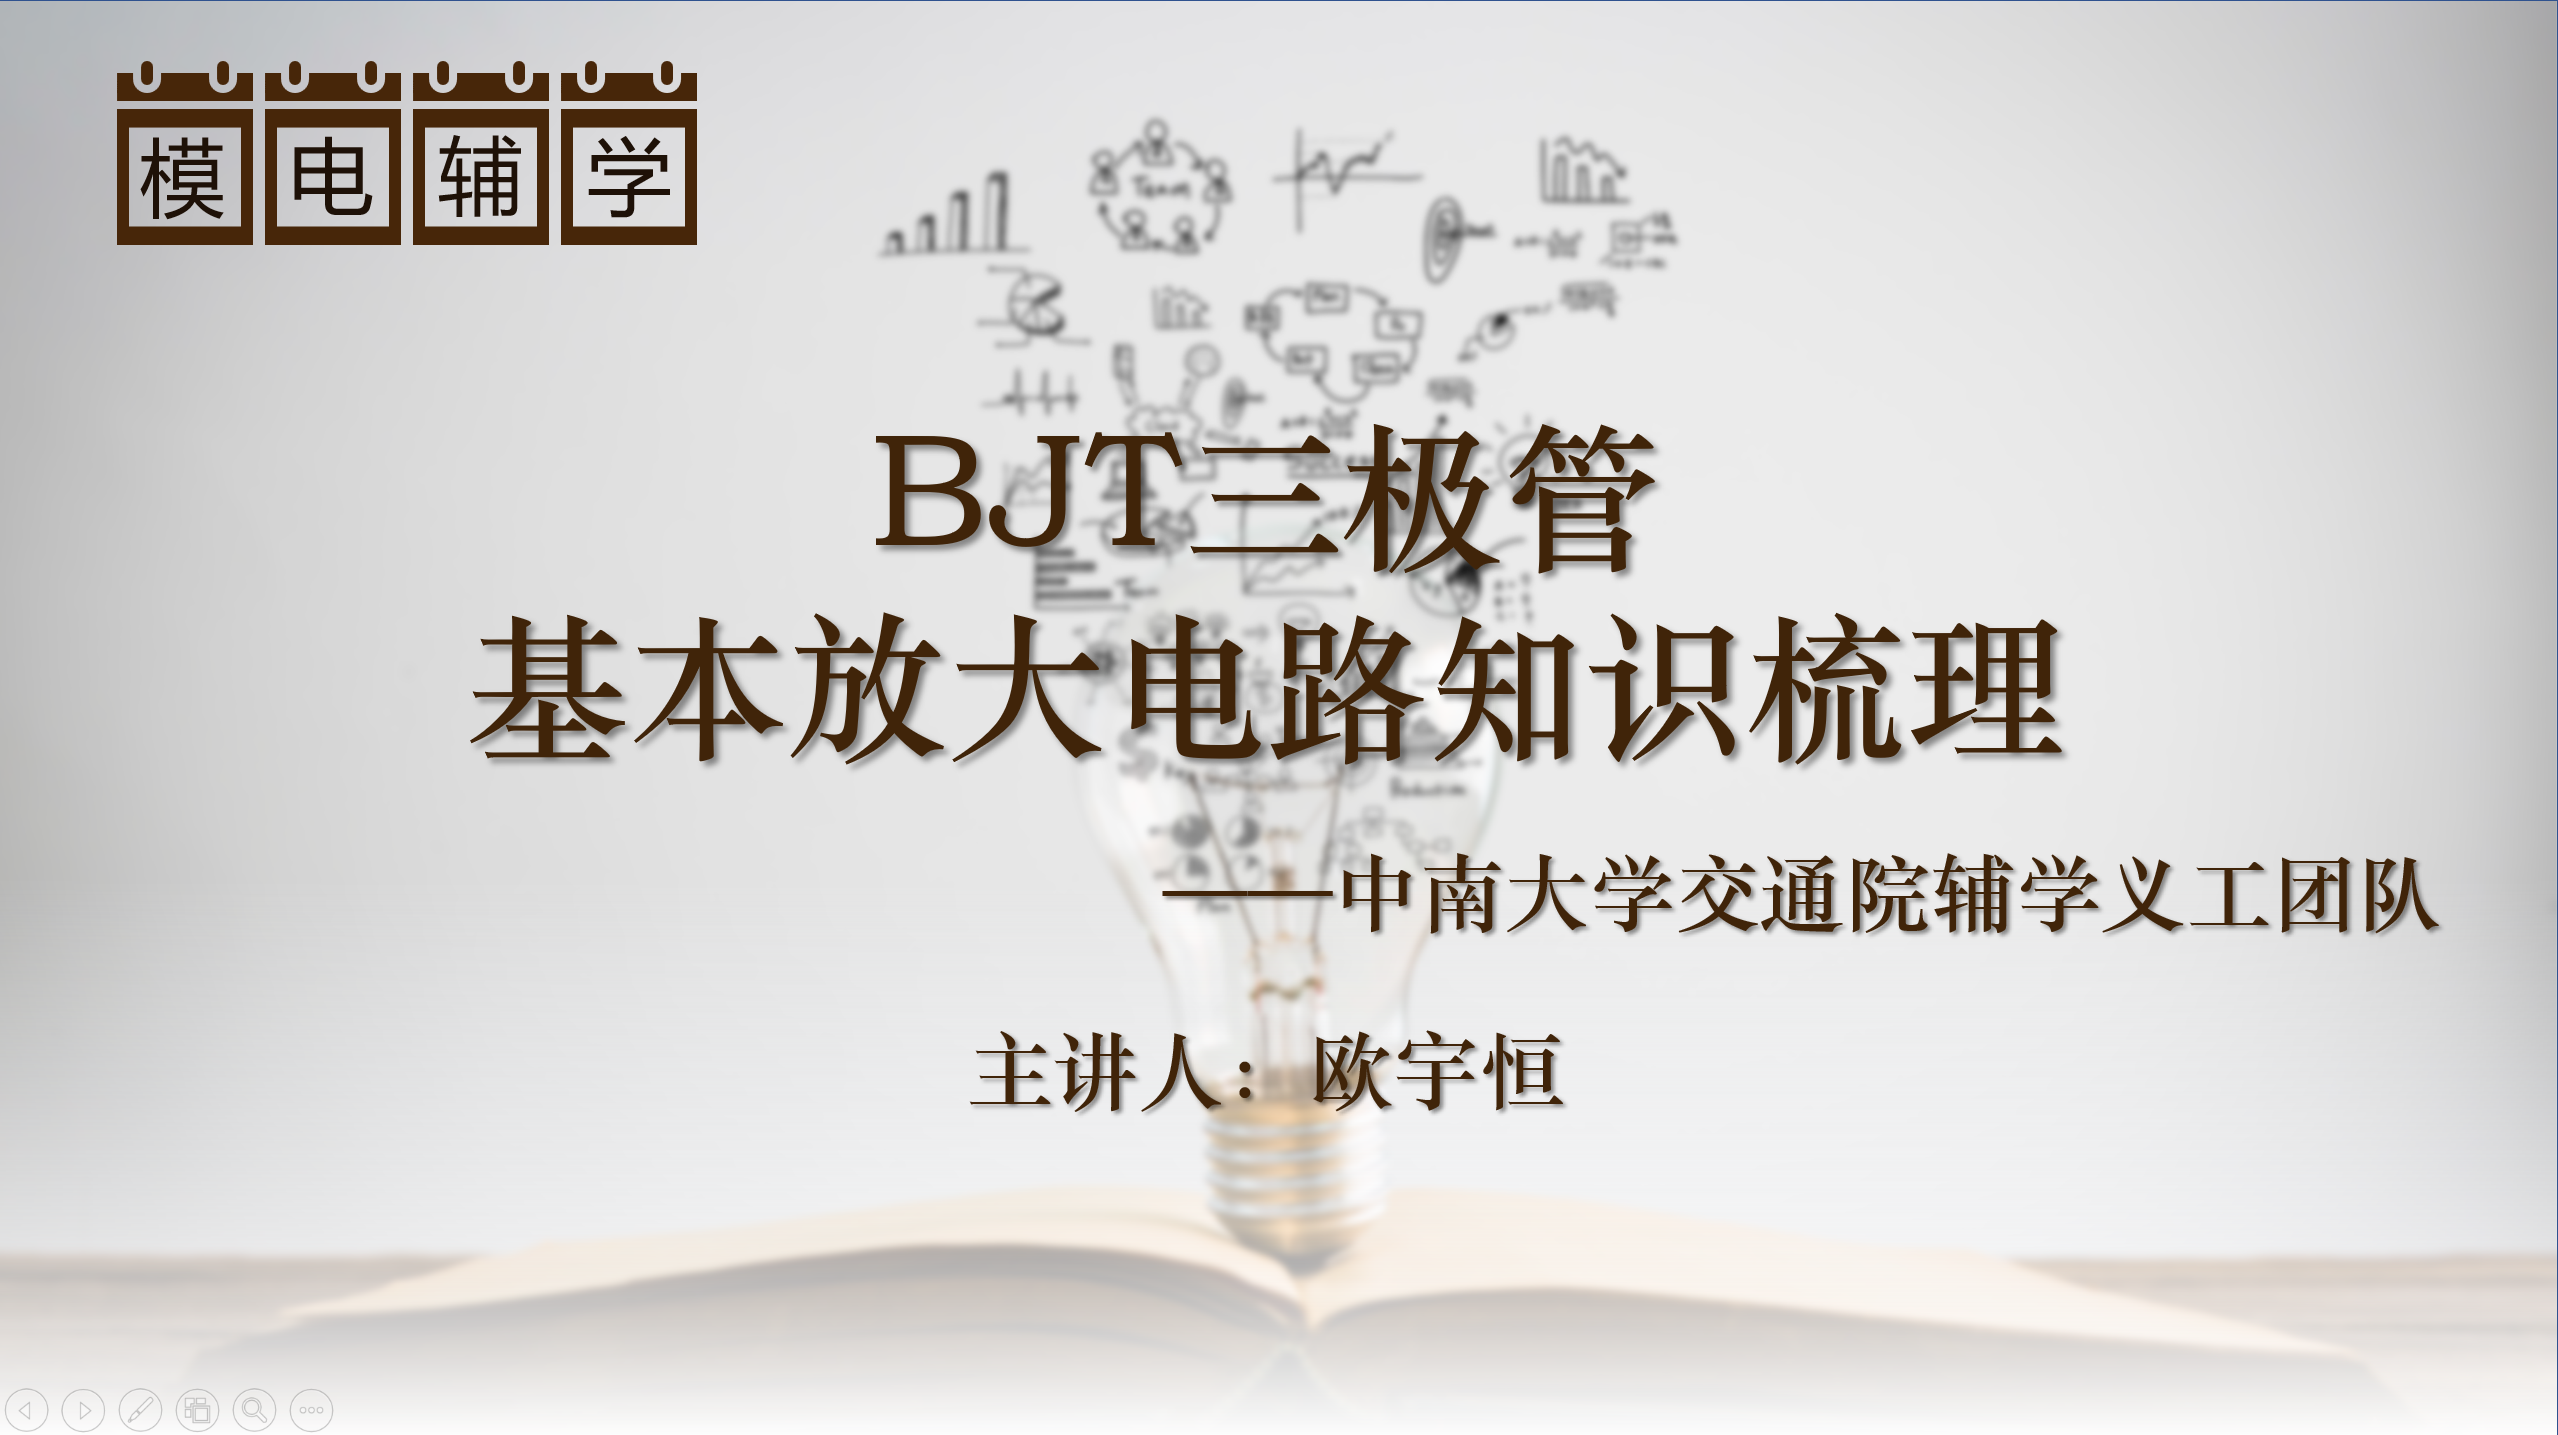 模电辅学
Team
BJT三极管
基本放大电路知识梳理
——中南大学交通院辅学义工团队
主讲人：欧宇恒